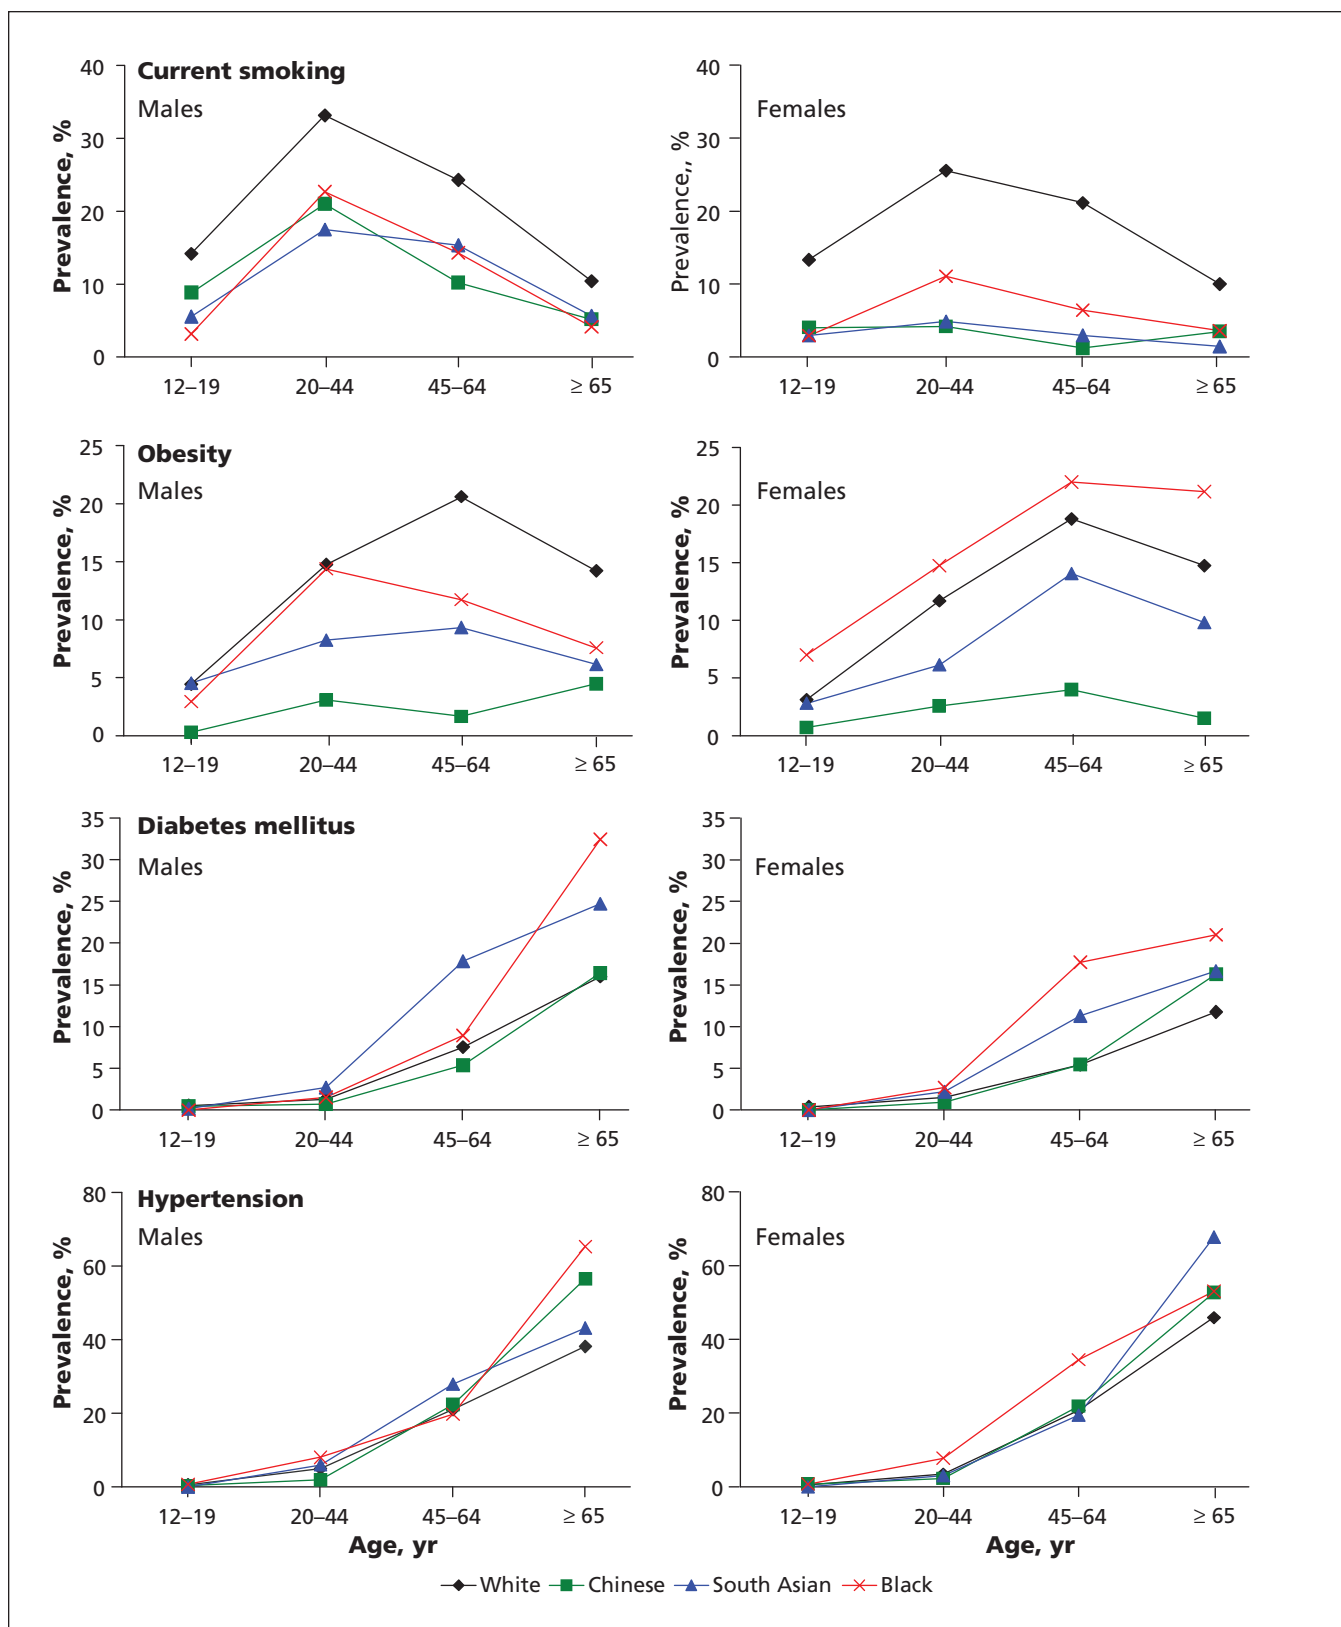 Current smoking
Males
Prevalence, %
40
30
20
10
0
12–19 20–44 45–64 ≥ 65
Females
Prevalence,, %
40
30
20
10
0
12–19 20–44 45–64 ≥ 65
Obesity
Males
Prevalence, %
25
20
15
10
5
0
12–19 20–44 45–64 ≥ 65
Females
Prevalence, %
25
20
15
10
5
0
12–19 20–44 45–64 ≥ 65
Diabetes mellitus
Males
Prevalence, %
35
30
25
20
15
10
5
0
12–19 20–44 45–64 ≥ 65
Females
Prevalence, %
35
30
25
20
15
10
5
0
12–19 20–44 45–64 ≥ 65
Hypertension
Males
Prevalence, %
80
60
40
20
0
12–19 20–44 45–64 ≥ 65
Age, yr
Females
Prevalence, %
80
60
40
20
0
12–19 20–44 45–64 ≥ 65
Age, yr
White Chinese South Asian Black